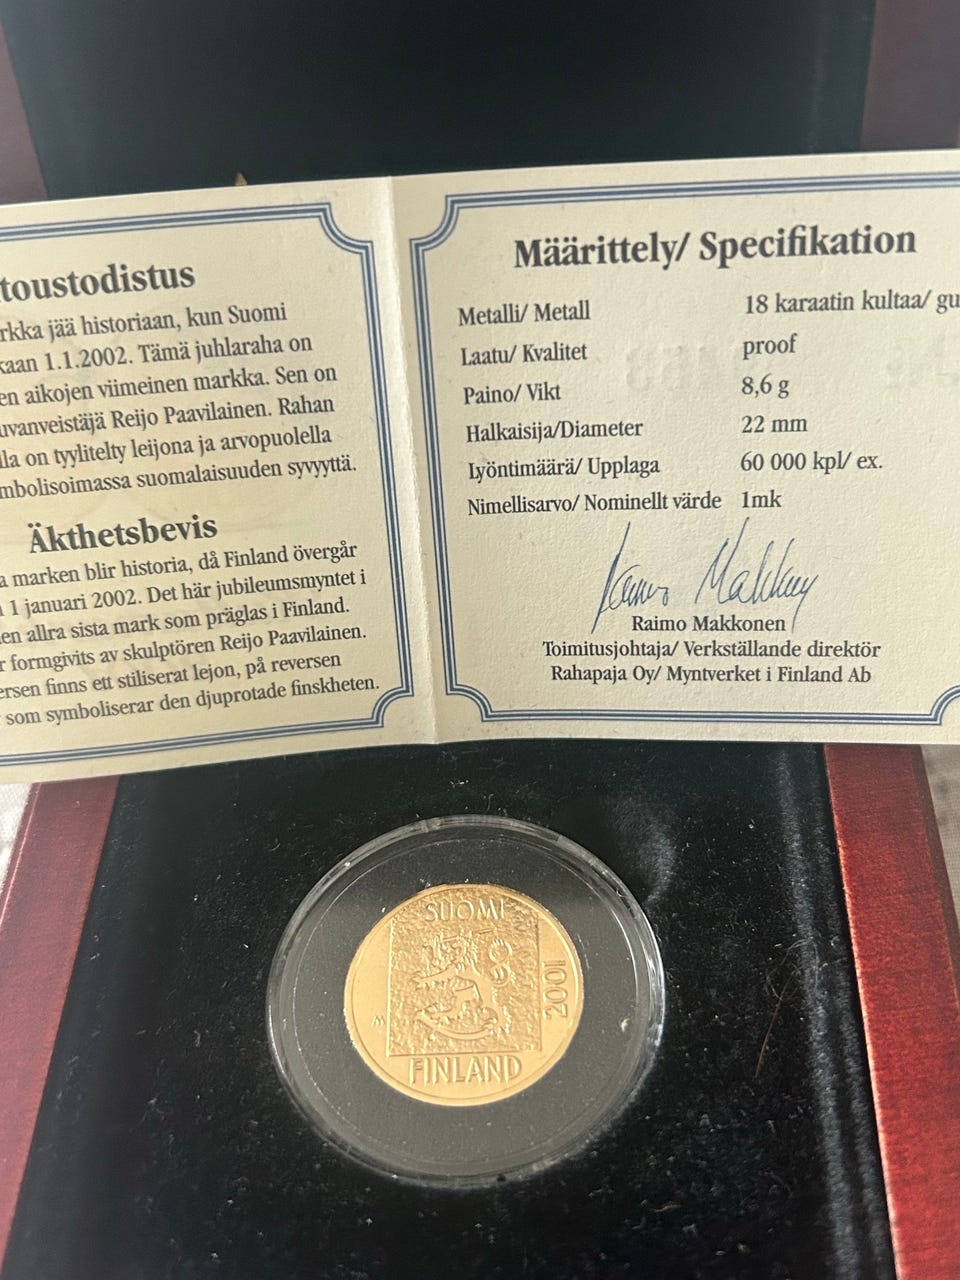 toustodistus
rkka jää historiaan, kun Suomi
kaan 1.1.2002. Tämä juhlaraha on
en aikojen viimeinen markka. Sen on
uvanveistäjä Reijo Paavilainen. Rahan
lla on tyylitelty leijona ja arvopuolella
mbolisoimassa suomalaisuuden syvyyttä.
Äkthetsbevis
a marken blir historia, då Finland övergår
1 januari 2002. Det här jubileumsmyntet i
en allra sista mark som präglas i Finland.
r formgivits av skulptören Reijo Paavilainen.
ersen finns ett stiliserat lejon, på reversen
som symboliserar den djuprotade finskheten.
Määrittely/ Specifikation
Metalli/ Metall 18 karaatin kultaa/ gu
Laatu/ Kvalitet proof
Paino/ Vikt 8,6 g
Halkaisija/Diameter 22 mm
Lyöntimäärä/ Upplaga 60 000 kpl/ ex.
Nimellisarvo/ Nominellt värde 1mk
Raimo Makkonen
Raimo Makkonen
Toimitusjohtaja/ Verkställande direktör
Rahapaja Oy/ Myntverket i Finland Ab
SUOMI
2001
M
FINLAND